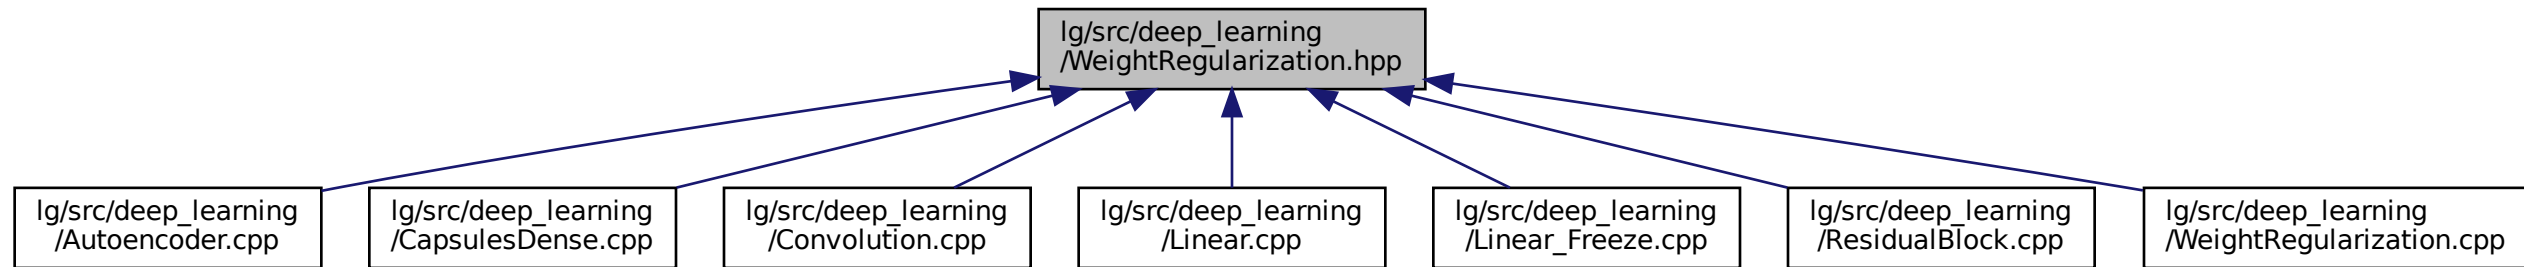 lg/src/deep_learning
/WeightRegularization.hpp
lg/src/deep_learning
/Autoencoder.cpp
lg/src/deep_learning
/CapsulesDense.cpp
lg/src/deep_learning
/Convolution.cpp
lg/src/deep_learning
/Linear.cpp
lg/src/deep_learning
/Linear_Freeze.cpp
lg/src/deep_learning
/ResidualBlock.cpp
lg/src/deep_learning
/WeightRegularization.cpp